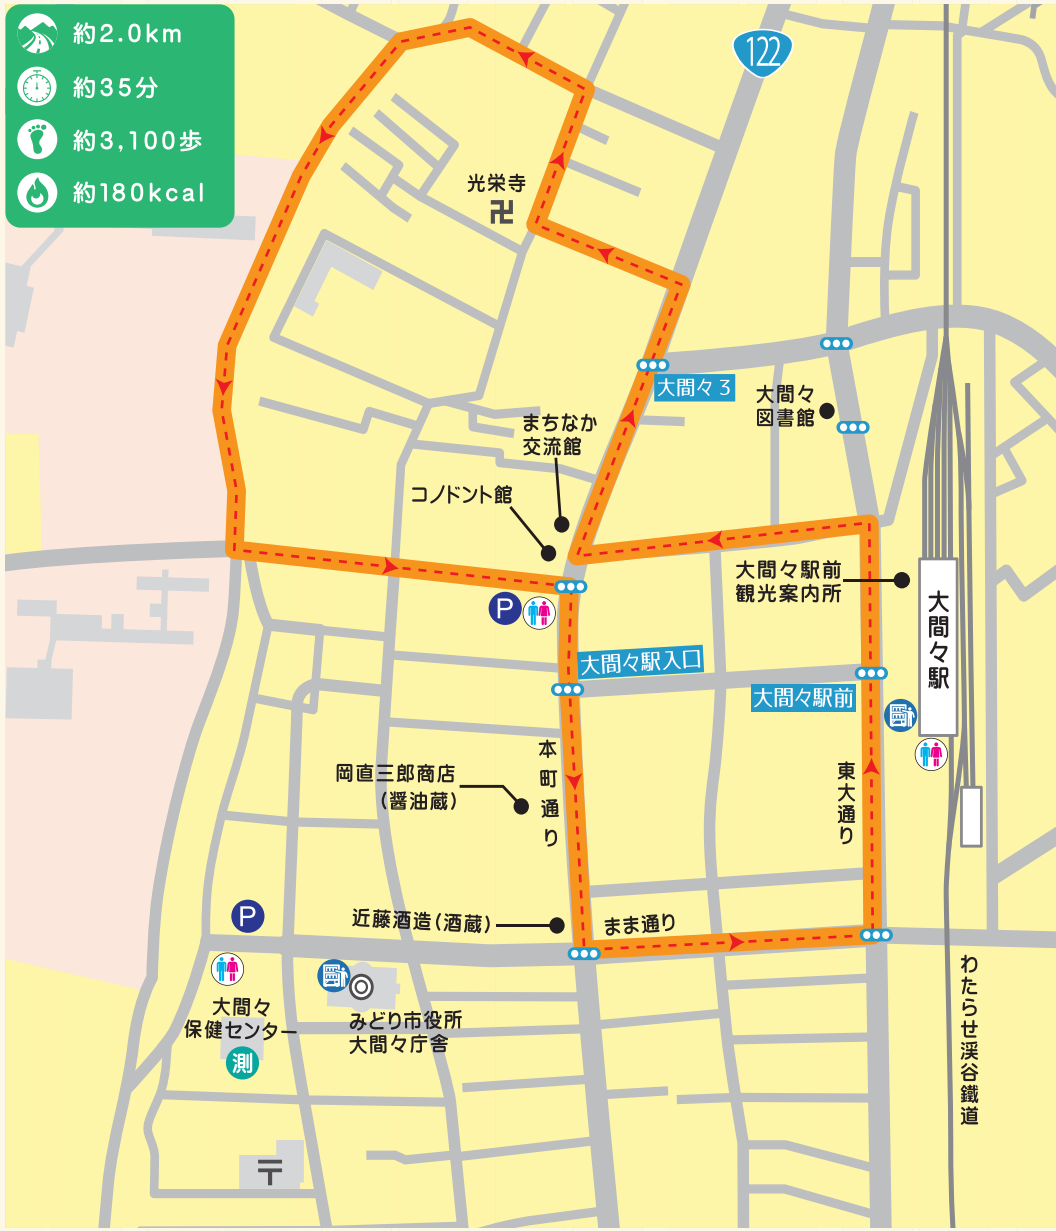 約2.0km
約35分
約3,100歩
約180kcal
122
光栄寺
卍
大間々3
大間々
図書館
まちなか
交流館
コノドント館
大間々駅前
観光案内所
大間々駅
P
大間々駅入口
大間々駅前
本町通り
岡直三郎商店
(醤油蔵)
東大通り
近藤酒造(酒蔵)
まま通り
P
大間々
保健センター
測
みどり市役所
大間々庁舎
わたらせ渓谷鐵道
〒